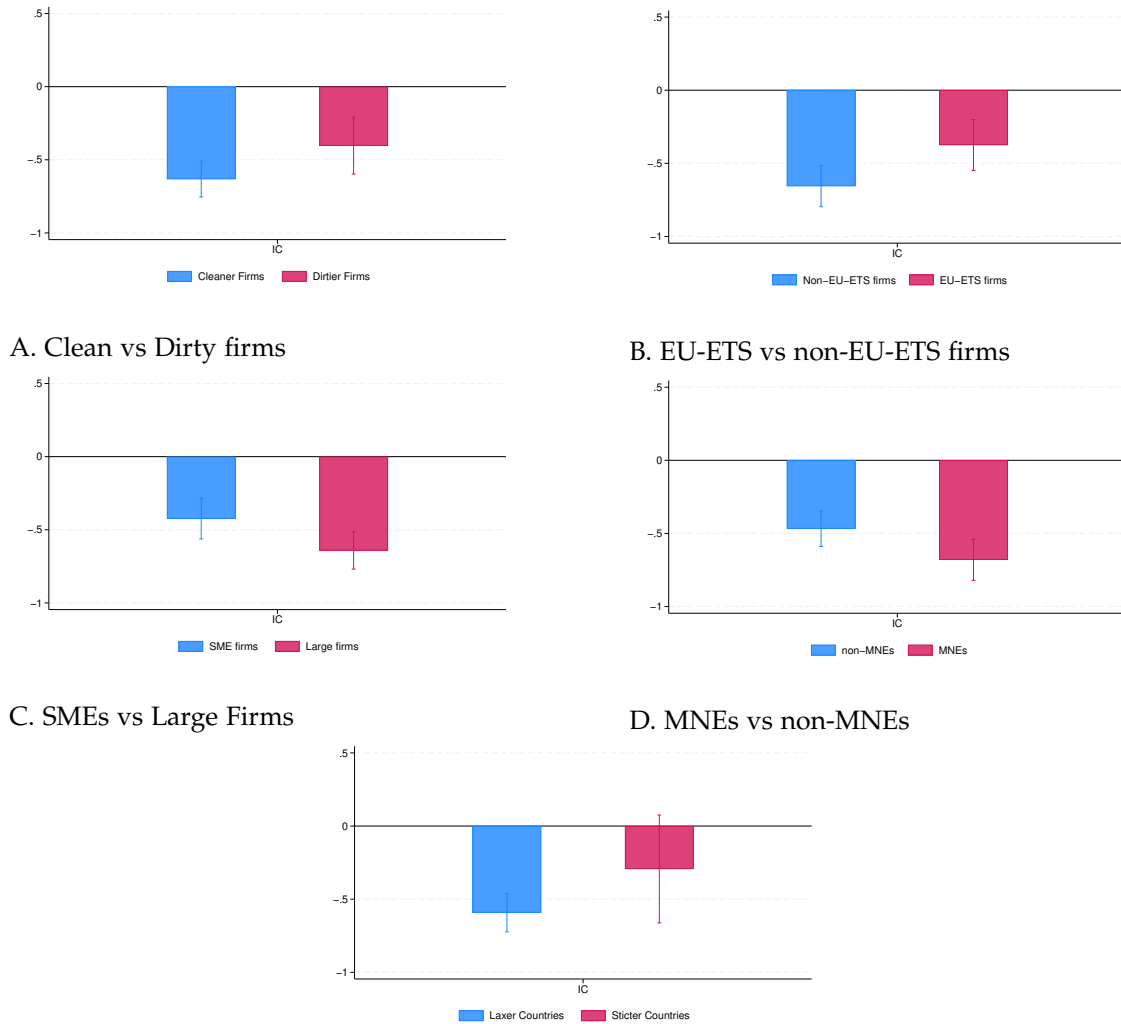 .5
0
−.5
−1
IC
Cleaner Firms Dirtier Firms
.5
0
−.5
−1
IC
Non−EU−ETS firms EU−ETS firms
A. Clean vs Dirty firms
B. EU-ETS vs non-EU-ETS firms
.5
0
−.5
−1
IC
SME firms Large firms
.5
0
−.5
−1
IC
non−MNEs MNEs
C. SMEs vs Large Firms
D. MNEs vs non-MNEs
.5
0
−.5
−1
IC
Laxer Countries Sticter Countries